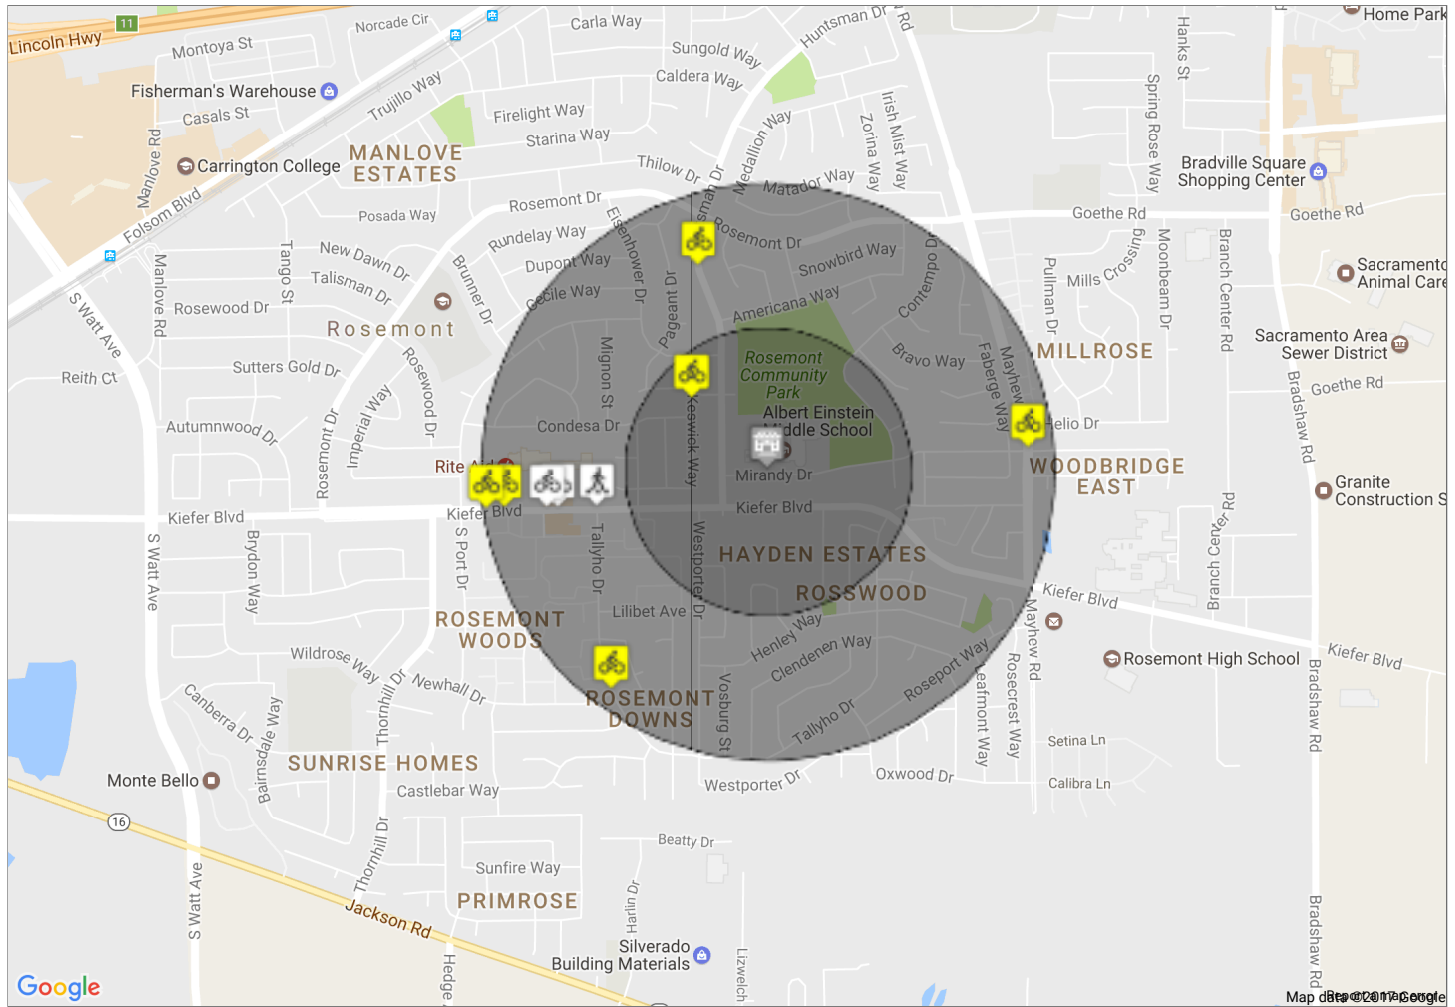 Lincoln Hwy
11
Norcade Cir
Carla Way
Huntsman Dr
Home Park
Montoya St
Sungold Way
Hanks St
Fisherman's Warehouse
Trujillo Way
Caldera Way
Spring Rose Way
Casals St
Firelight Way
Irish Mist Way
Zorina Way
Starina Way
Medallion Way
Manlove Rd
Carrington College
MANLOVE
ESTATES
Thilow Dr
Bradville Square
Shopping Center
Matador Way
Folsom Blvd
Posada Way
Rosemont Dr
Goethe Rd
Goethe Rd
Eisenhower Dr
Rundelay Way
Rosemont Dr
Mills Crossing
Moonbeam Dr
Branch Center Rd
New Dawn Dr
Tango St
Manlove Rd
Dupont Way
Snowbird Way
Pullman Dr
Talisman Dr
Brunner Dr
Cecile Way
Pageant Dr
Americana Way
Sacramento
Animal Care
S Watt Ave
Rosewood Dr
Rosemont
Mignon St
Sacramento Area
Sewer District
Rosemont
Community
Park
Bravo Way
MILLROSE
Faberge Way
Sutters Gold Dr
Reith Ct
Rosewood Dr
Imperial Way
Goethe Rd
Bradshaw Rd
Albert Einstein
Middle School
Autumnwood Dr
Rosemont Dr
Condesa Dr
Keswick Way
Helio Dr
Rite Aid
Mirandy Dr
WOODBRIDGE
EAST
Granite
Construction S
Kiefer Blvd
Kiefer Blvd
Kiefer Blvd
S Watt Ave
Brydon Way
S Port Dr
Tallyho Dr
Westporter Dr
HAYDEN ESTATES
ROSSWOOD
Branch Center Rd
Kiefer Blvd
Lilibet Ave
ROSEMONT
WOODS
Henley Way
Mayhew Rd
Clendenen Way
Wildrose Way
Newhall Dr
Roseport Way
Rosemont High School
Kiefer Blvd
Canberra Dr
Bairnsdale Way
Thornhill Dr
ROSEMONT
DOWNS
Vosburg St
Tallyho Dr
Leafmont Way
Rosecrest Way
Bradshaw Rd
Setina Ln
SUNRISE HOMES
Monte Bello
Castlebar Way
Westporter Dr
Oxwood Dr
Calibra Ln
16
Beatty Dr
Thornhill Dr
Sunfire Way
S Watt Ave
PRIMROSE
Harlin Dr
Jackson Rd
Bradshaw Rd
Silverado
Building Materials
Google